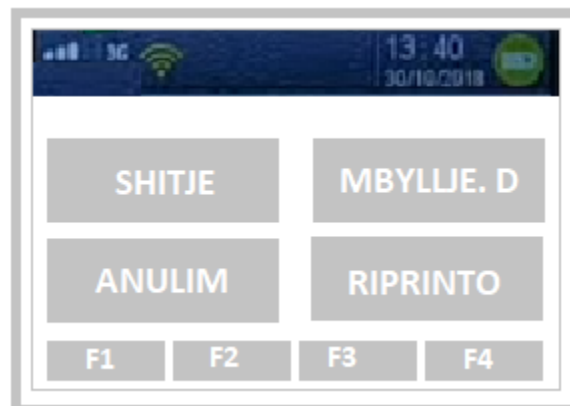 3G 13:40
30/10/2018
SHITJE MBYLLJE. D
ANULIM RIPRINTO
F1 F2 F3 F4